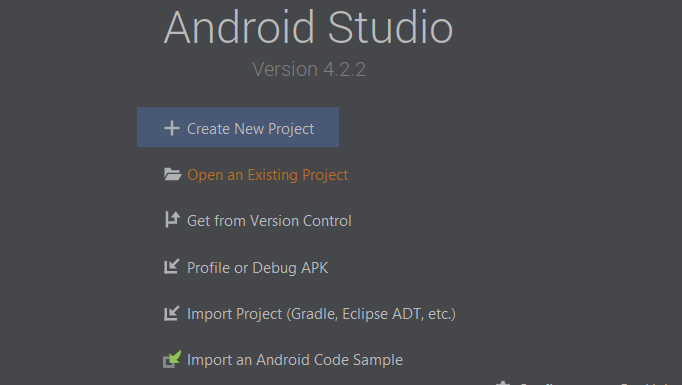 Android Studio
Version 4.2.2
Create New Project
Open an Existing Project
Get from Version Control
Profile or Debug APK
Import Project (Gradle, Eclipse ADT, etc.)
Import an Android Code Sample